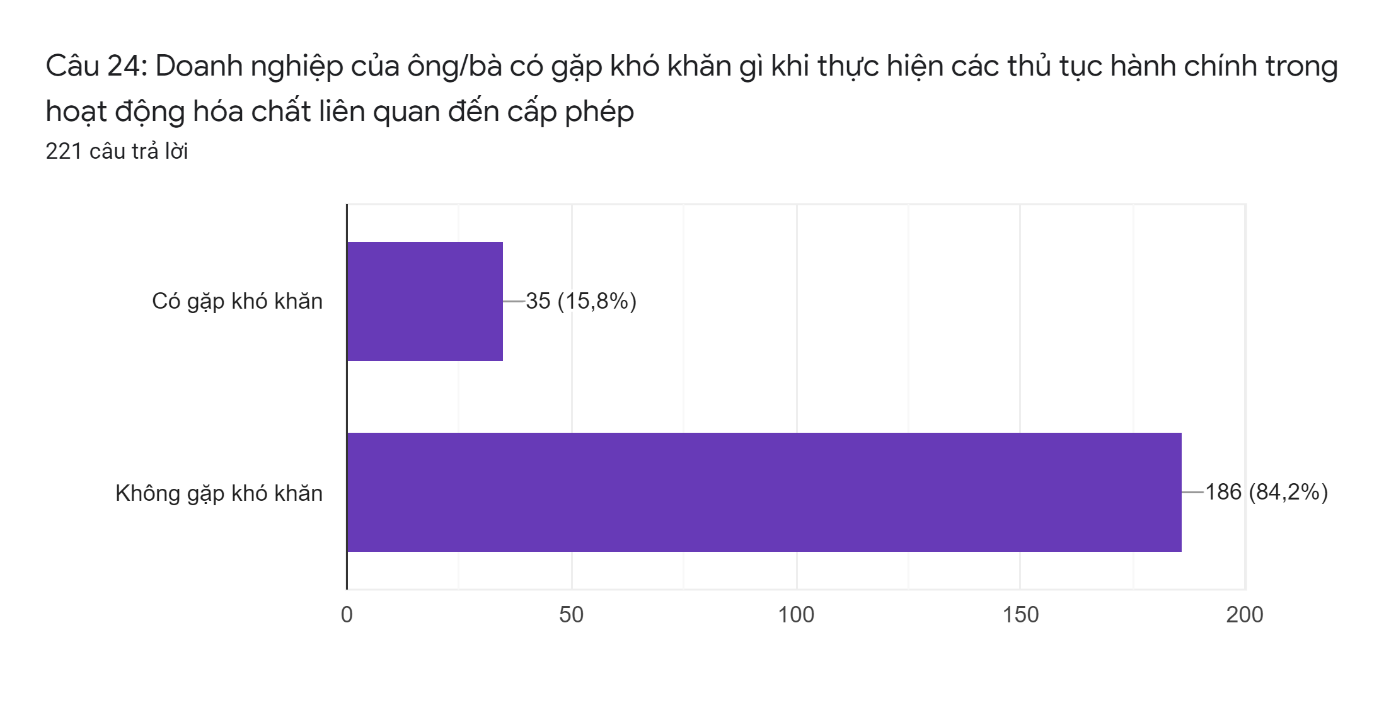 Câu 24: Doanh nghiệp của ông/bà có gặp khó khăn gì khi thực hiện các thủ tục hành chính trong
hoạt động hóa chất liên quan đến cấp phép
221 câu trả lời
Có gặp khó khăn
35 (15,8%)
Không gặp khó khăn
186 (84,2%)
0 50 100 150 200